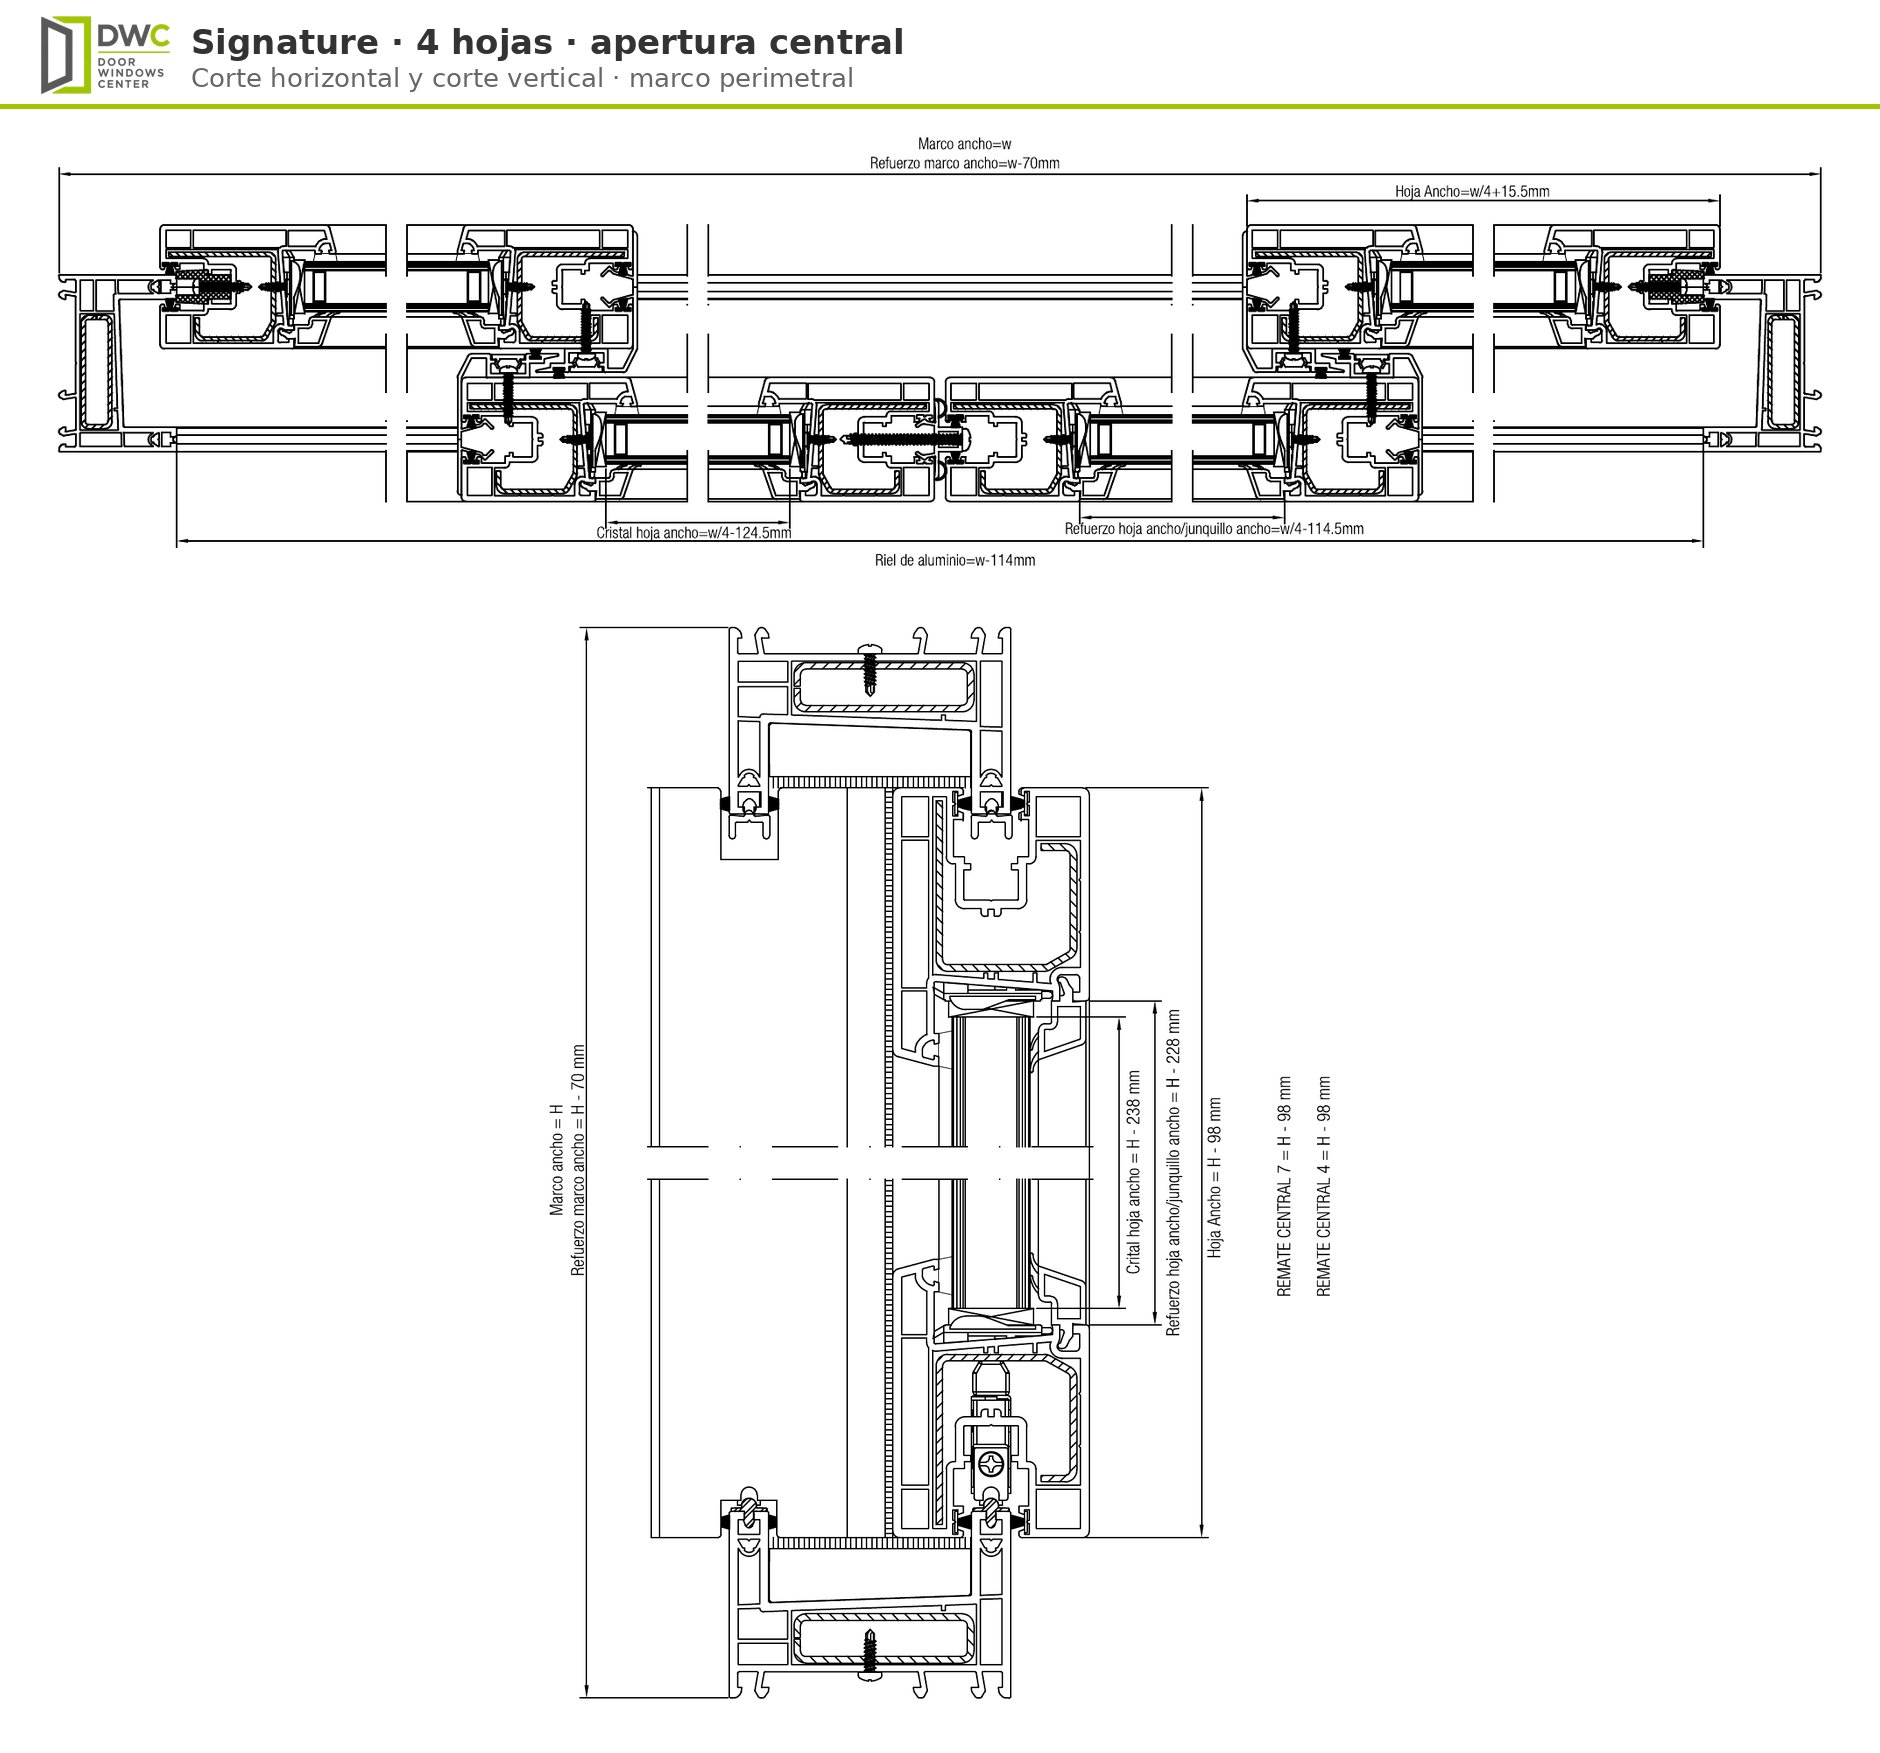 DWC
DOOR
WINDOWS
CENTER
Signature · 4 hojas · apertura central
Corte horizontal y corte vertical · marco perimetral
Marco ancho=w
Refuerzo marco ancho=w-70mm
Hoja Ancho=w/4+15.5mm
Cristal hoja ancho=w/4-124.5mm
Refuerzo hoja ancho/junquillo ancho=w/4-114.5mm
Riel de aluminio=w-114mm
Marco ancho = H
Refuerzo marco ancho = H - 70 mm
Crital hoja ancho = H - 238 mm
Refuerzo hoja ancho/junquillo ancho = H - 228 mm
Hoja Ancho = H - 98 mm
REMATE CENTRAL 7 = H - 98 mm
REMATE CENTRAL 4 = H - 98 mm